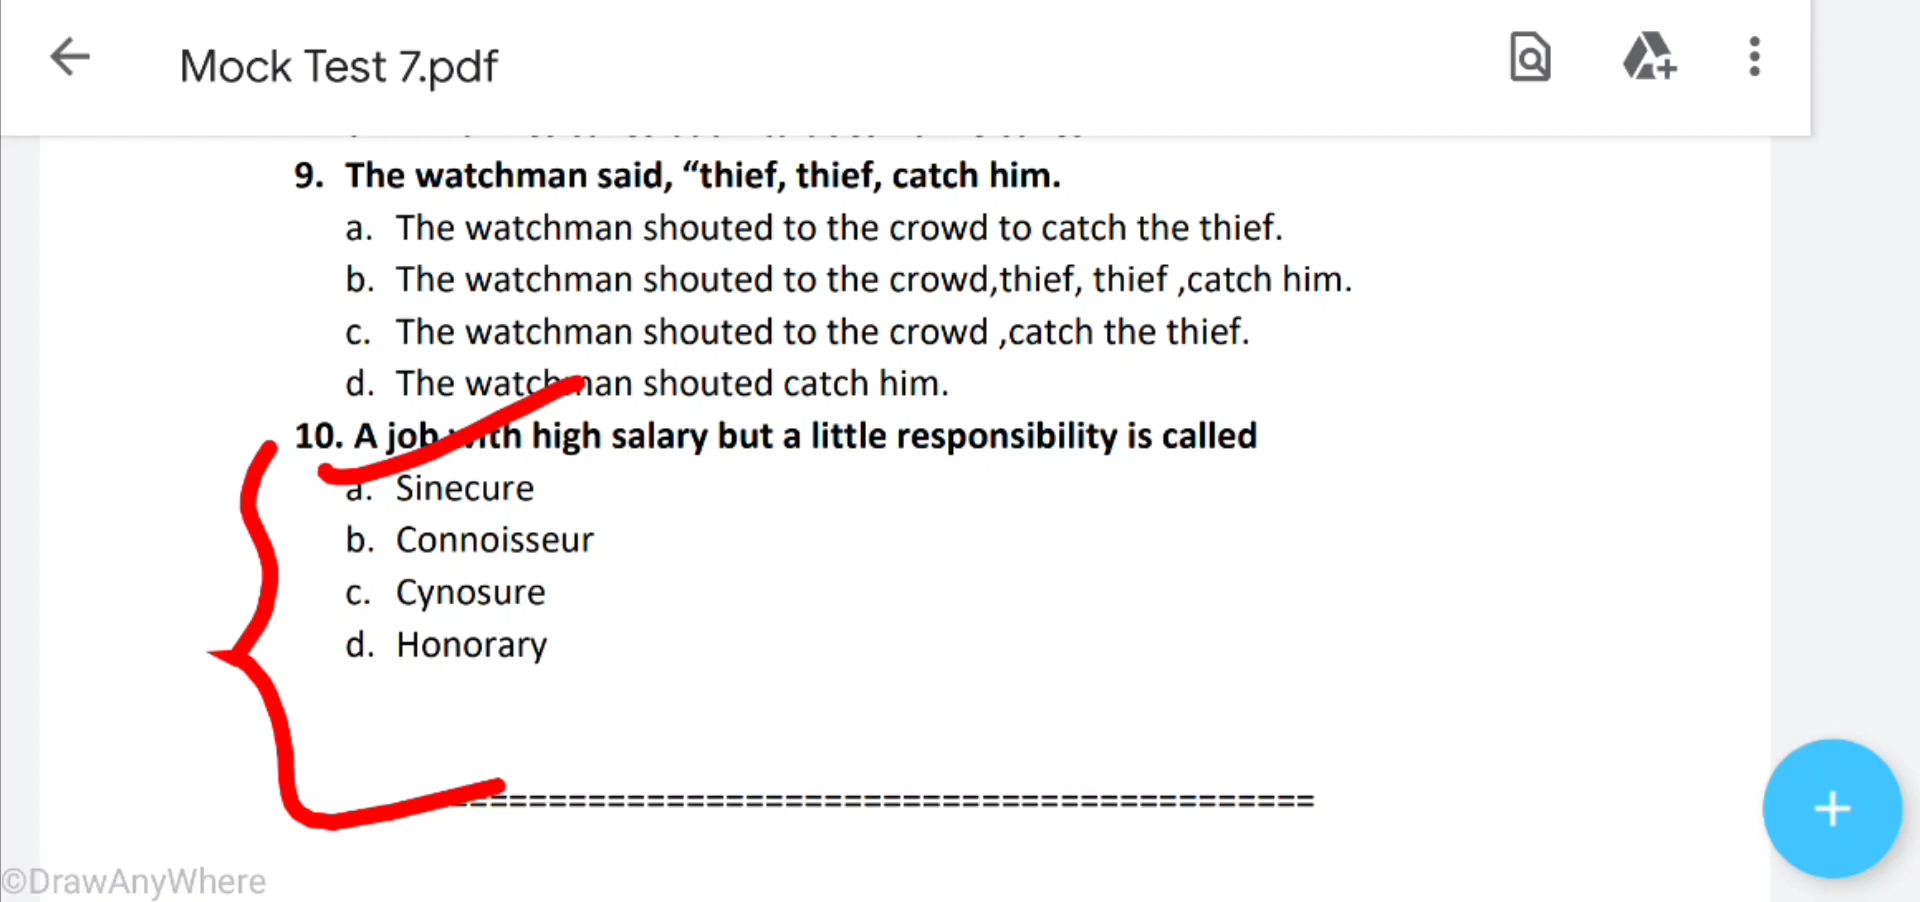 Mock Test 7.pdf
9. The watchman said, “thief, thief, catch him.
a. The watchman shouted to the crowd to catch the thief.
b. The watchman shouted to the crowd,thief, thief ,catch him.
c. The watchman shouted to the crowd ,catch the thief.
d. The watchman shouted catch him.
10. A job with high salary but a little responsibility is called
a. Sinecure
b. Connoisseur
c. Cynosure
d. Honorary
©DrawAnyWhere